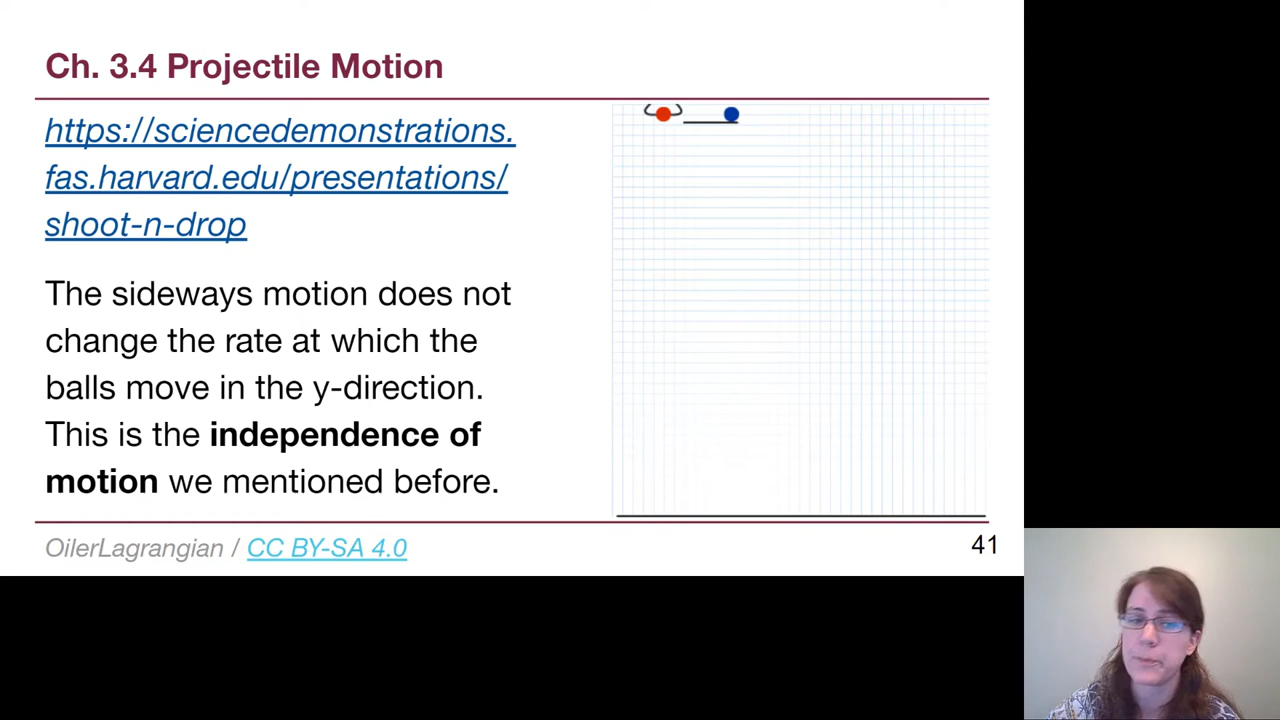 Ch. 3.4 Projectile Motion
https://sciencedemonstrations.
fas.harvard.edu/presentations/
shoot-n-drop
The sideways motion does not
change the rate at which the
balls move in the y-direction.
This is the independence of
motion we mentioned before.
OilerLagrangian / CC BY-SA 4.0
41